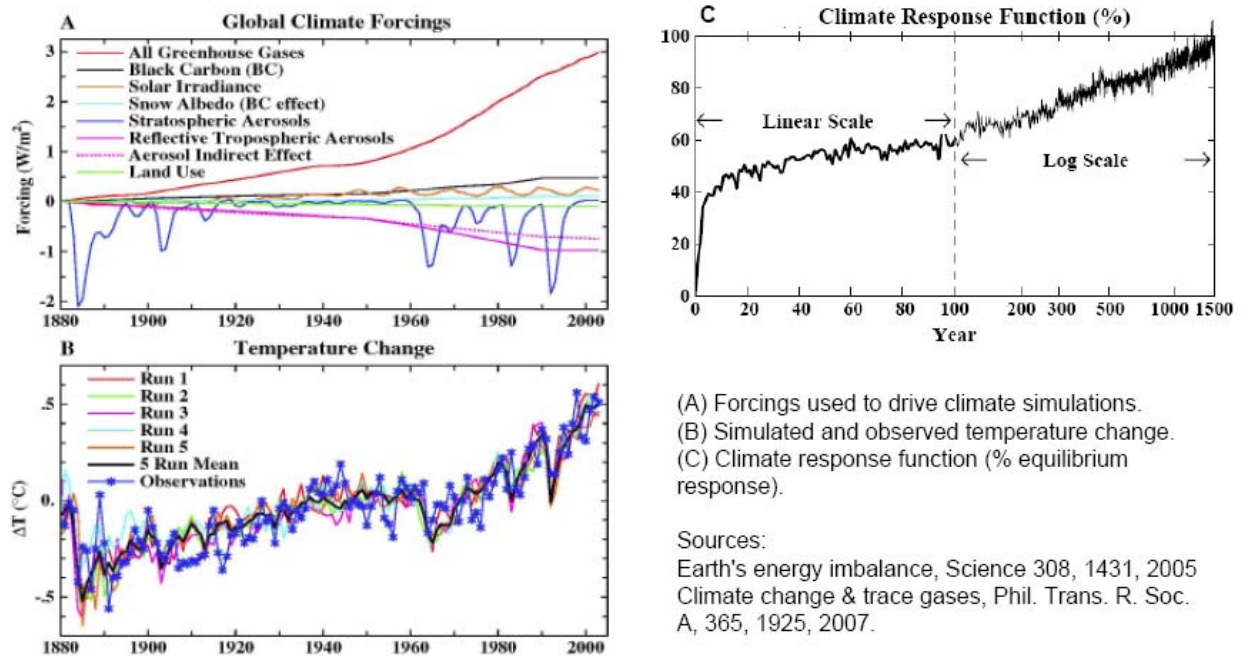 A Global Climate Forcings
3
2
1
0
-1
-2
Forcing (W/m²)
All Greenhouse Gases
Black Carbon (BC)
Solar Irradiance
Snow Albedo (BC effect)
Stratospheric Aerosols
Reflective Tropospheric Aerosols
Aerosol Indirect Effect
Land Use
1880 1900 1920 1940 1960 1980 2000
B Temperature Change
.5
0.
-.5
ΔT (°C)
Run 1
Run 2
Run 3
Run 4
Run 5
5 Run Mean
Observations
1880 1900 1920 1940 1960 1980 2000
C Climate Response Function (%)
100
80
60
40
20
0
Linear Scale
Log Scale
0 20 40 60 80 100 200 300 500 1000 1500
Year
(A) Forcings used to drive climate simulations.
(B) Simulated and observed temperature change.
(C) Climate response function (% equilibrium
response).
Sources:
Earth's energy imbalance, Science 308, 1431, 2005
Climate change & trace gases, Phil. Trans. R. Soc.
A, 365, 1925, 2007.